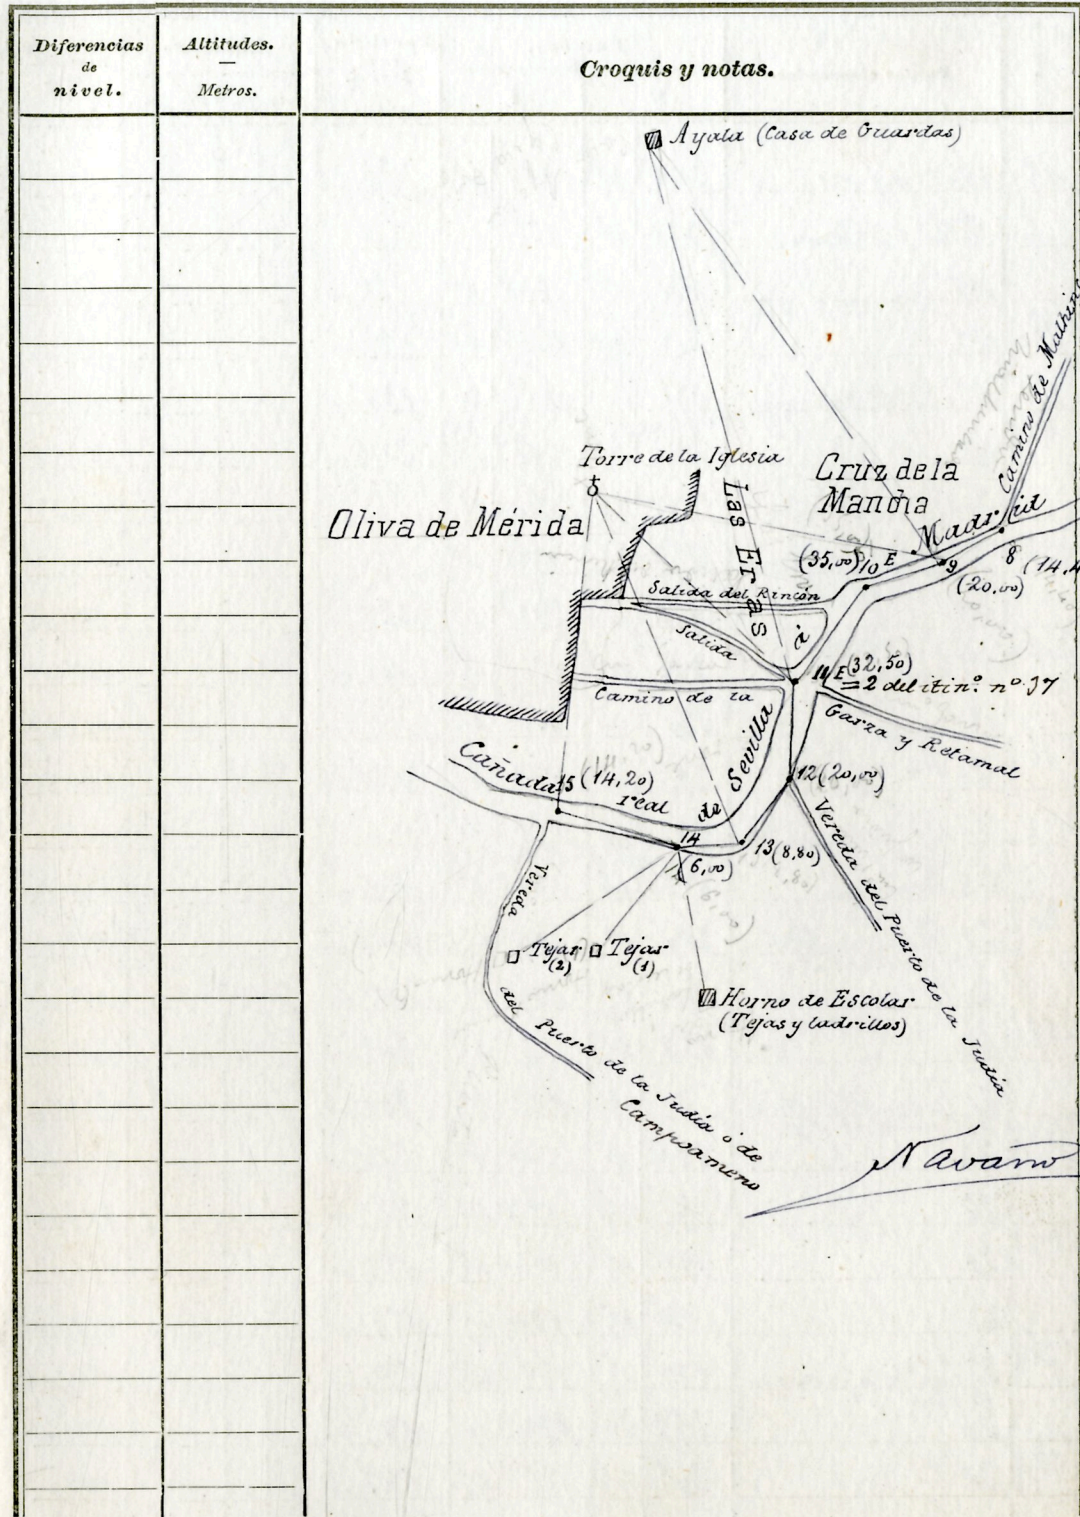 Diferencias
de
nivel.
Altitudes.
Metros.
Croquis y notas.
Ayala (Casa de Guardas)
Camino de
Torre de la Iglesia
Cruz de la
Mancha
Oliva de Mérida
Las Eras
Madrid
(35,00) 10 E
9
(20,00)
8
Salida del Rincón
Salida
á
11 E (32,50)
=2 del itinº. nº 37
Camino de la
Garza y Retamal
Sevilla
de
Cañada real
15 (14,20)
12 (20,00)
14
(6,00)
13 (8,80)
Vereda del Puerto de la Judía
Vereda
Tejar
(2)
Tejar
(1)
Horno de Escolar
(Tejas y ladrillos)
del Puerto de la Judía ó de
Campoameno
Navarro